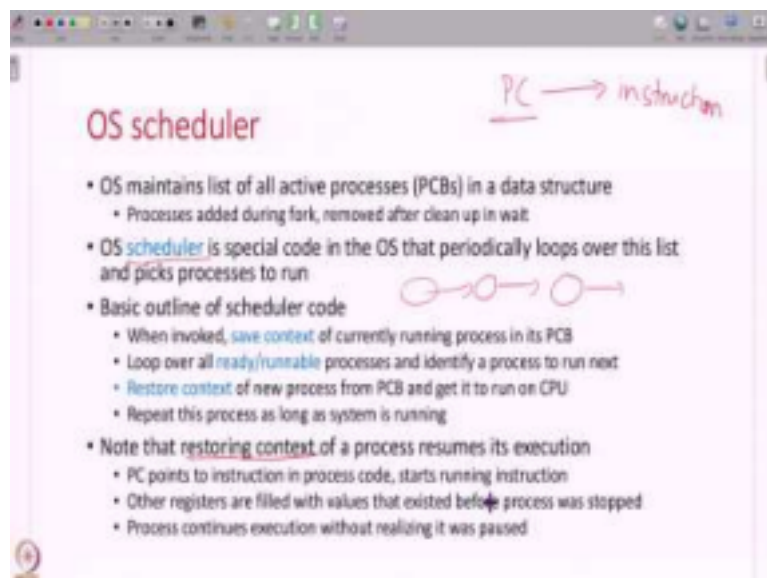 PC → instruction
OS scheduler
• OS maintains list of all active processes (PCBs) in a data structure
• Processes added during fork, removed after clean up in wait
• OS scheduler is special code in the OS that periodically loops over this list
and picks processes to run
• Basic outline of scheduler code
• When invoked, save context of currently running process in its PCB
• Loop over all ready/runnable processes and identify a process to run next
• Restore context of new process from PCB and get it to run on CPU
• Repeat this process as long as system is running
• Note that restoring context of a process resumes its execution
• PC points to instruction in process code, starts running instruction
• Other registers are filled with values that existed before process was stopped
• Process continues execution without realizing it was paused